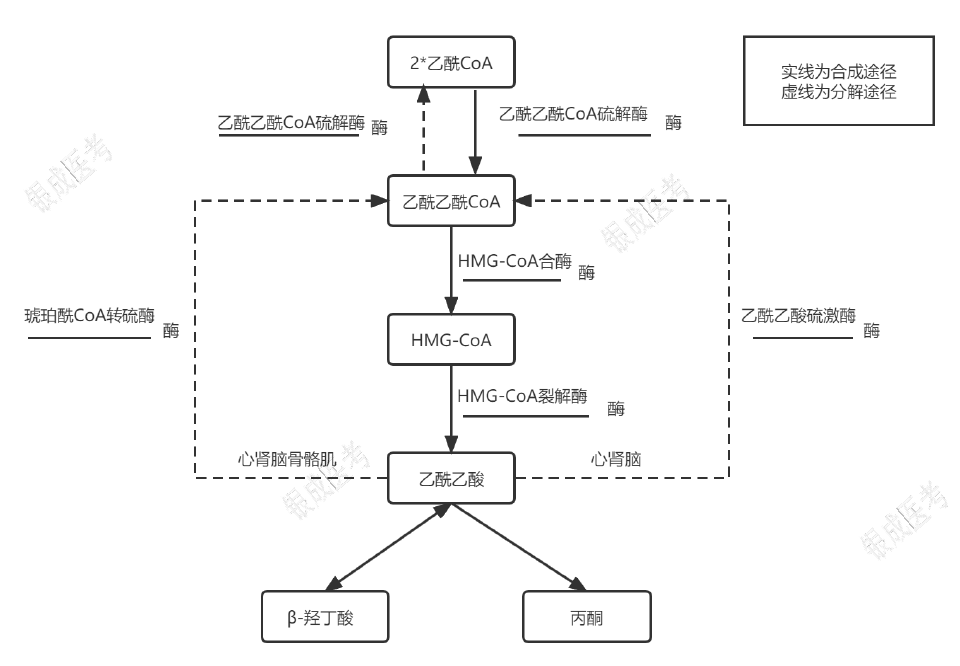 2*乙酰CoA
实线为合成途径
虚线为分解途径
乙酰乙酰CoA硫解酶 酶
乙酰乙酰CoA硫解酶 酶
银成医考
乙酰乙酰CoA
银成医考
HMG-CoA合酶 酶
琥珀酰CoA转硫酶 酶
乙酰乙酸硫激酶 酶
HMG-CoA
HMG-CoA裂解酶 酶
心肾脑骨骼肌
心肾脑
银成医考
乙酰乙酸
银成医考
β-羟丁酸
丙酮